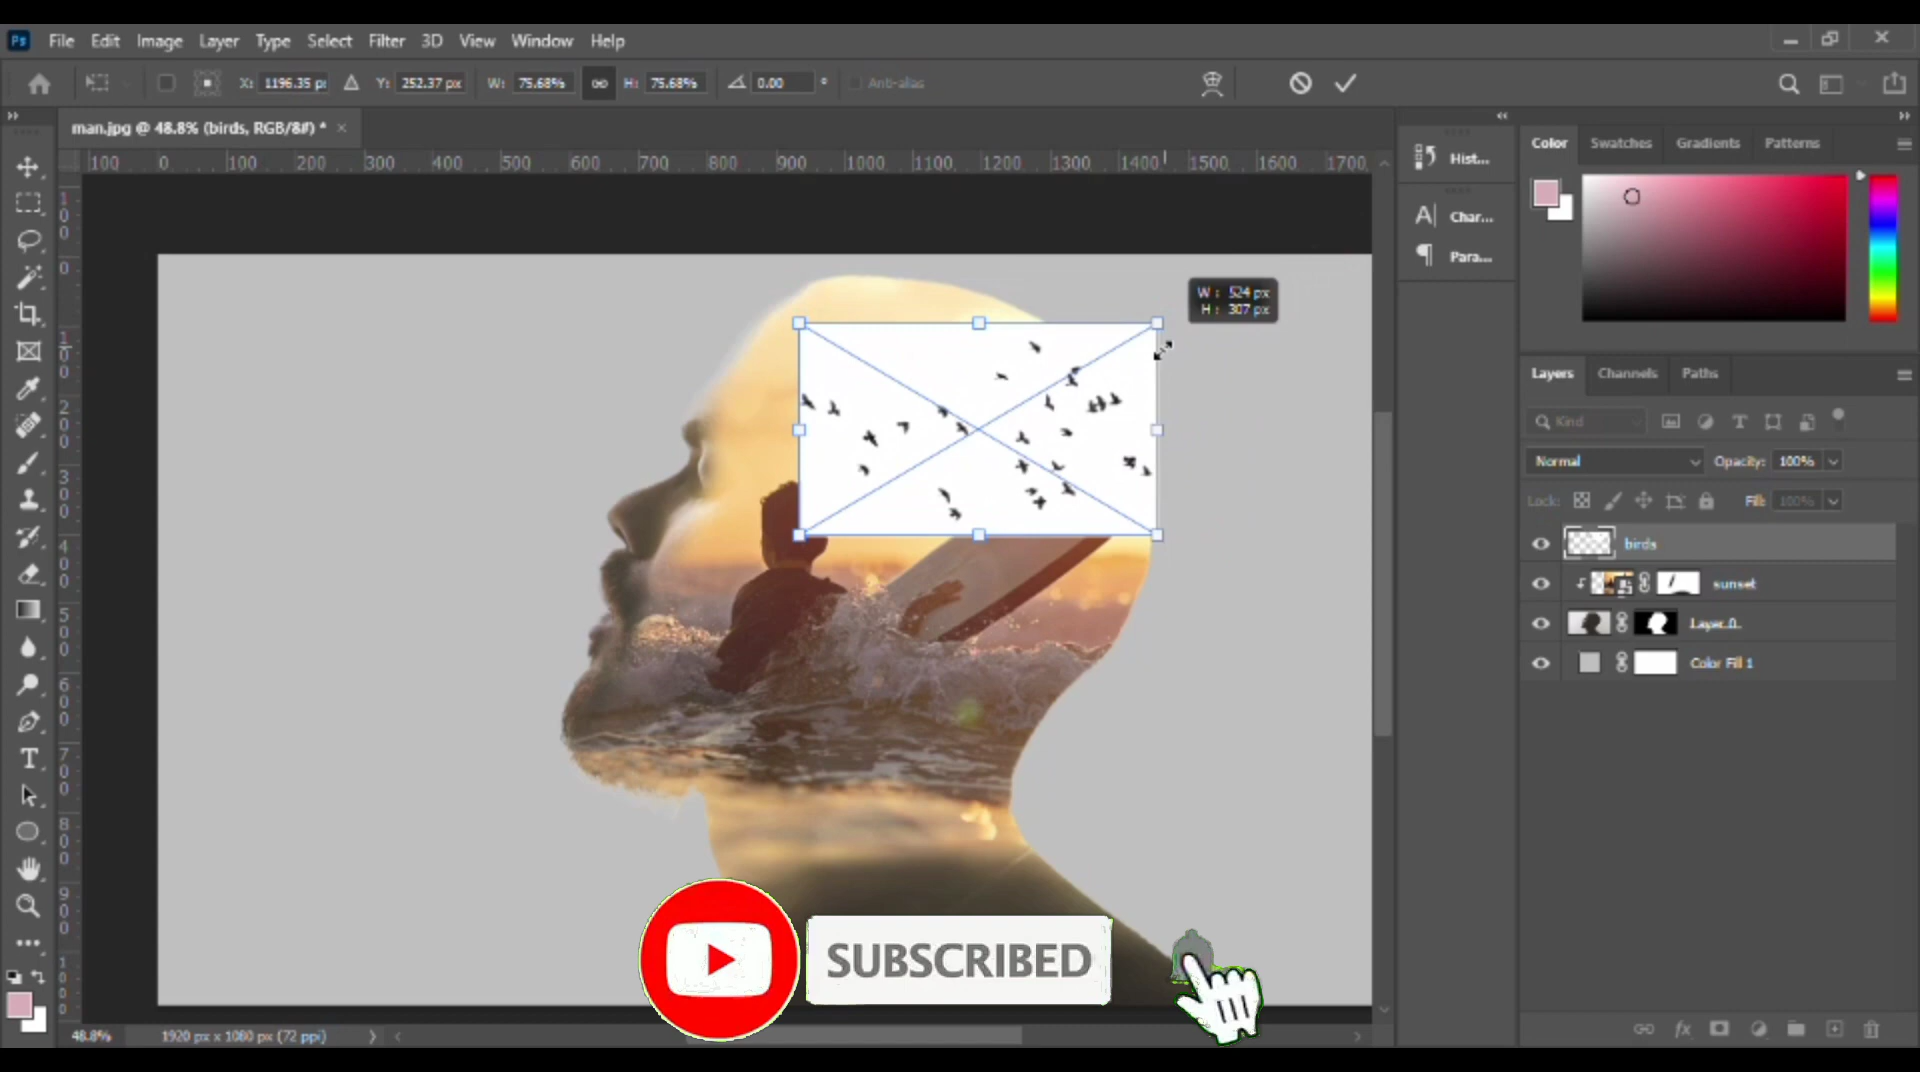 Ps File Edit Image Layer Type Select Filter 3D View Window Help
X: 1196.35 p Y: 252.37 px W: 75.68% H: 75.68% 0.00 ° Anti-alias
man.jpg @ 48.8% (birds, RGB/8#) * ×
100 0 100 200 300 400 500 600 700 800 900 1000 1100 1200 1300 1400 1500 1600 1700
W: 524 px
H: 307 px
Hist...
Char...
Para...
Color Swatches Gradients Patterns
Layers Channels Paths
Kind
Normal Opacity: 100%
Lock: Fill: 100%
birds
sunset
Layer 0
Color Fill 1
SUBSCRIBED
48.8% 1920 px x 1080 px (72 ppi)